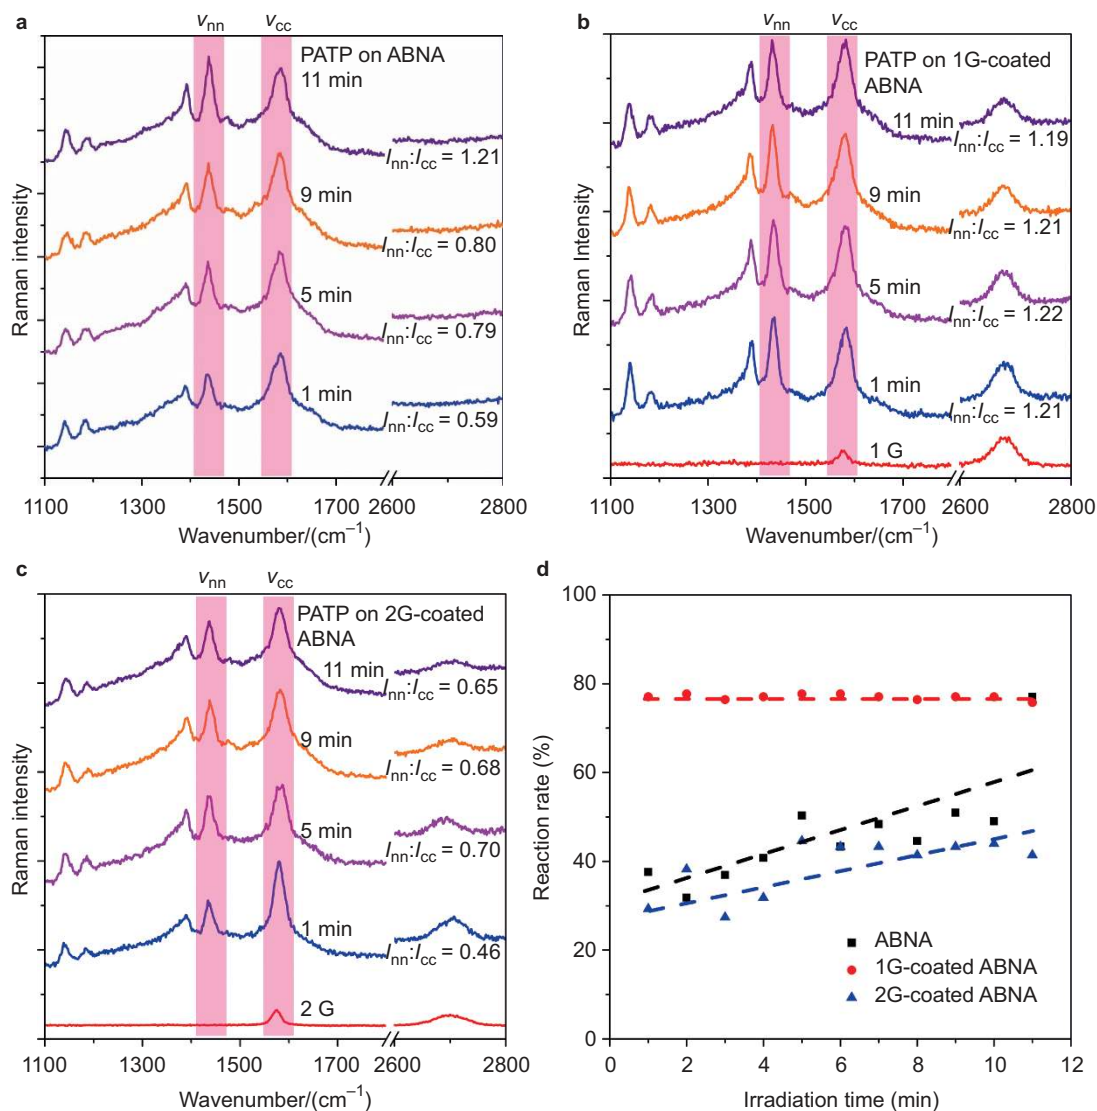 a
νnn
νcc
PATP on ABNA
11 min
Inn:Icc = 1.21
9 min
Inn:Icc = 0.80
5 min
Inn:Icc = 0.79
1 min
Inn:Icc = 0.59
Raman intensity
1100 1300 1500 1700 2600 2800
Wavenumber/(cm–1)
b
νnn
νcc
PATP on 1G-coated
ABNA
11 min
Inn:Icc = 1.19
9 min
Inn:Icc = 1.21
5 min
Inn:Icc = 1.22
1 min
Inn:Icc = 1.21
1 G
Raman Intensity
1100 1300 1500 1700 2600 2800
Wavenumber/(cm–1)
c
νnn
νcc
PATP on 2G-coated
ABNA
11 min
Inn:Icc = 0.65
9 min
Inn:Icc = 0.68
5 min
Inn:Icc = 0.70
1 min
Inn:Icc = 0.46
2 G
Raman intensity
1100 1300 1500 1700 2600 2800
Wavenumber/(cm–1)
d
100
80
60
40
20
0
Reaction rate (%)
ABNA
1G-coated ABNA
2G-coated ABNA
0 2 4 6 8 10 12
Irradiation time (min)